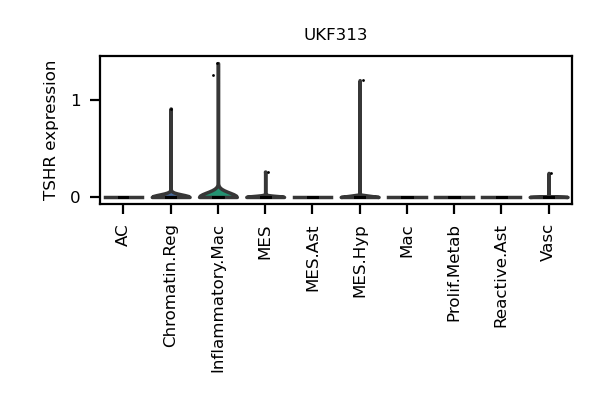 UKF313
TSHR expression
1
0
AC
Chromatin.Reg
Inflammatory.Mac
MES
MES.Ast
MES.Hyp
Mac
Prolif.Metab
Reactive.Ast
Vasc